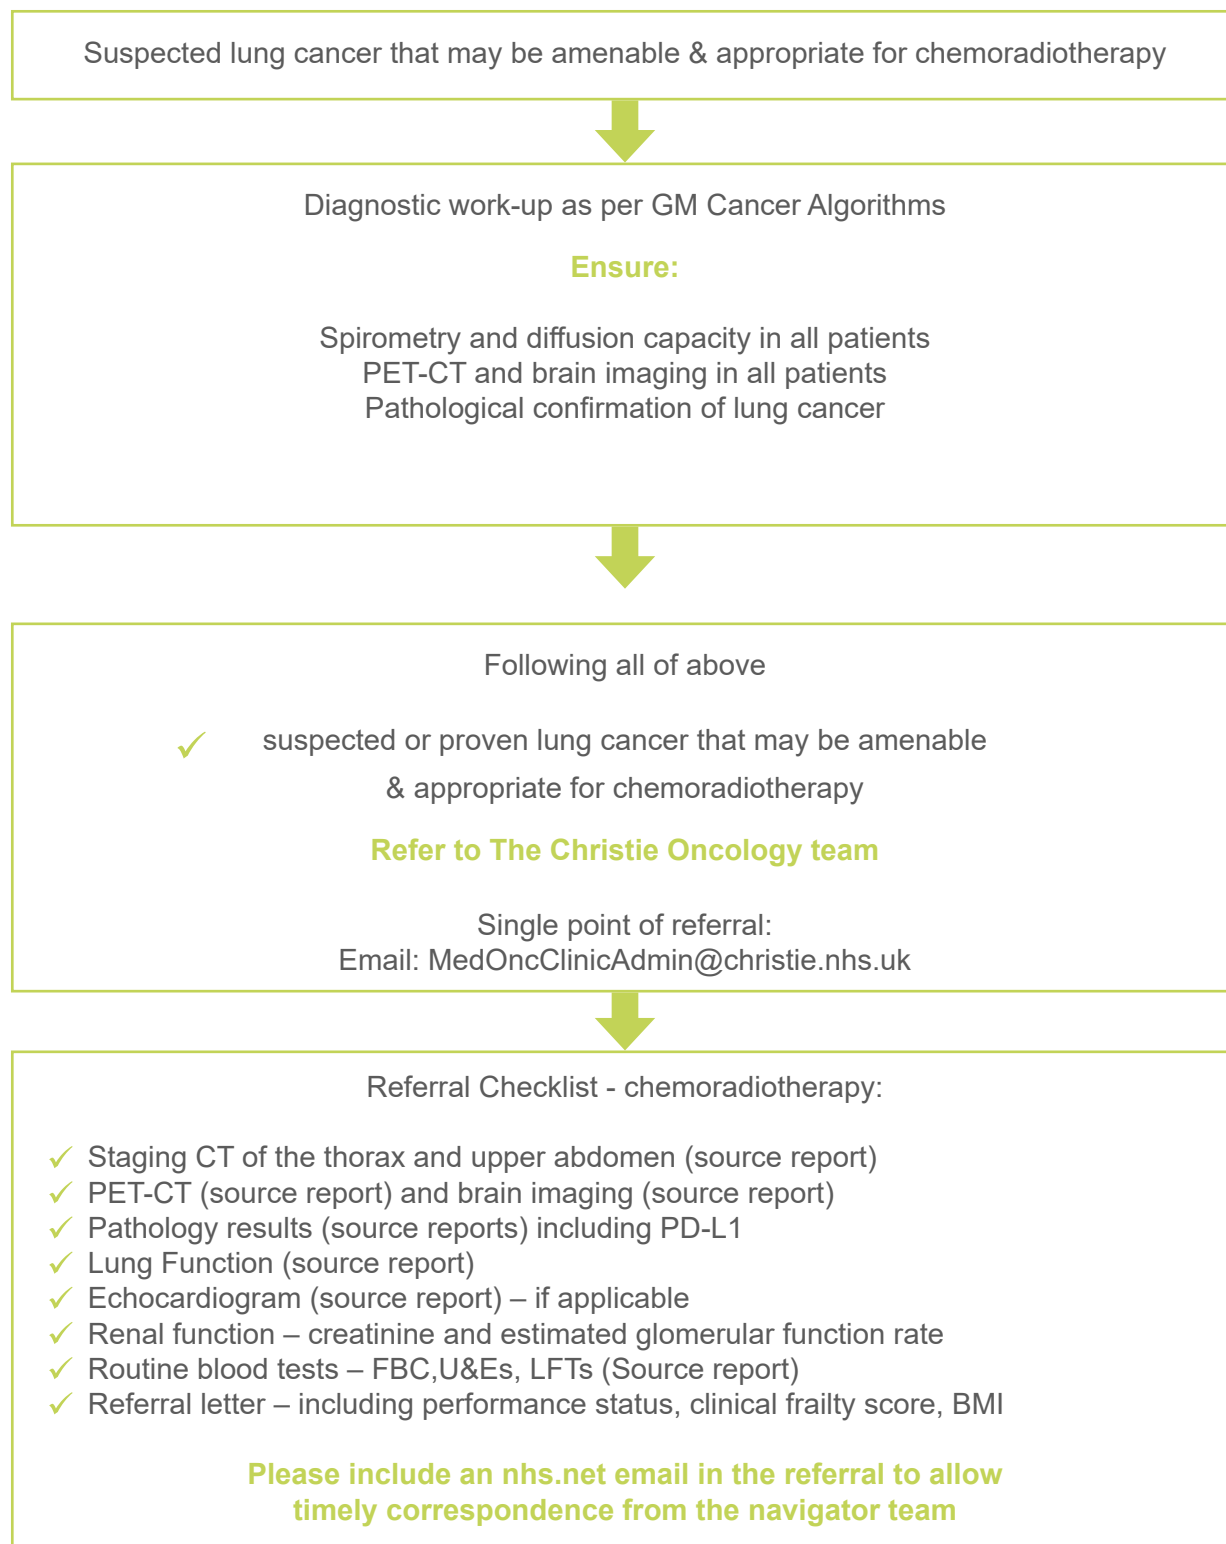 Suspected lung cancer that may be amenable & appropriate for chemoradiotherapy
Diagnostic work-up as per GM Cancer Algorithms
Ensure:
Spirometry and diffusion capacity in all patients
PET-CT and brain imaging in all patients
Pathological confirmation of lung cancer
Following all of above
✓ suspected or proven lung cancer that may be amenable
& appropriate for chemoradiotherapy
Refer to The Christie Oncology team
Single point of referral:
Email: MedOncClinicAdmin@christie.nhs.uk
Referral Checklist - chemoradiotherapy:
✓ Staging CT of the thorax and upper abdomen (source report)
✓ PET-CT (source report) and brain imaging (source report)
✓ Pathology results (source reports) including PD-L1
✓ Lung Function (source report)
✓ Echocardiogram (source report) – if applicable
✓ Renal function – creatinine and estimated glomerular function rate
✓ Routine blood tests – FBC,U&Es, LFTs (Source report)
✓ Referral letter – including performance status, clinical frailty score, BMI
Please include an nhs.net email in the referral to allow
timely correspondence from the navigator team